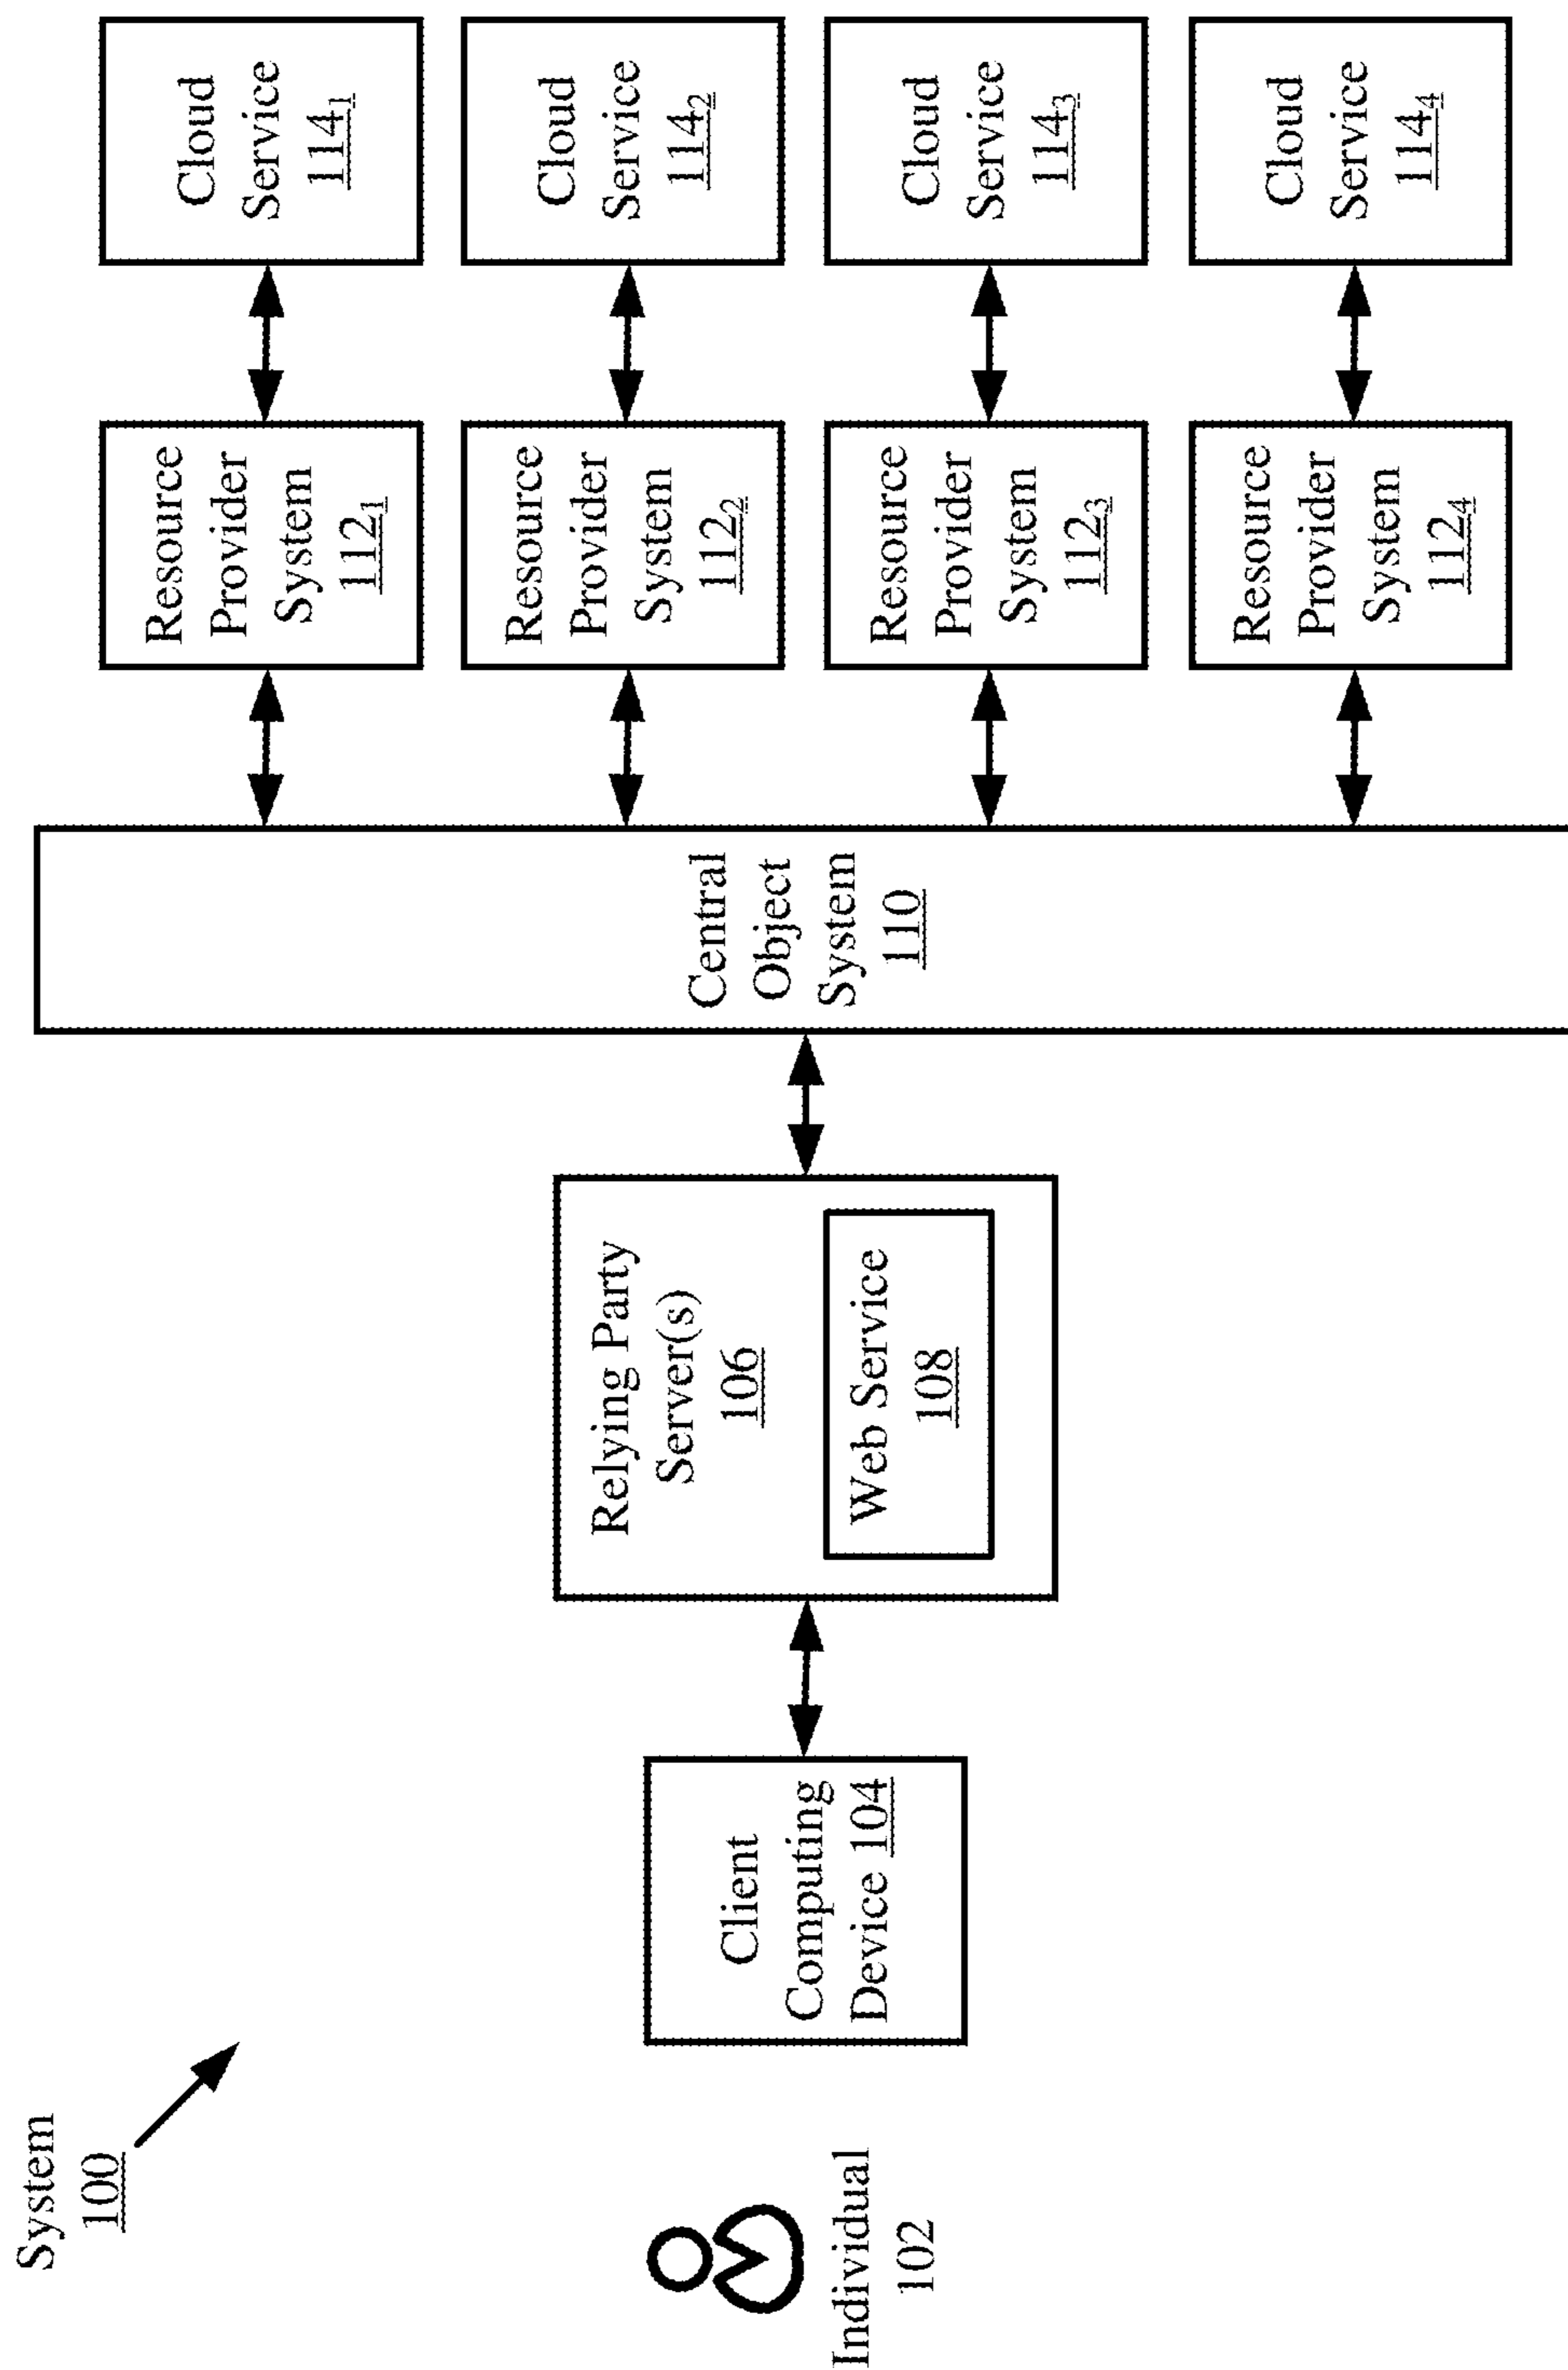 System
100
Individual
102
Client
Computing
Device 104
Relying Party
Server(s)
106
Web Service
108
Central
Object
System
110
Resource
Provider
System
112₁
Cloud
Service
114₁
Resource
Provider
System
112₂
Cloud
Service
114₂
Resource
Provider
System
112₃
Cloud
Service
114₃
Resource
Provider
System
112₄
Cloud
Service
114₄